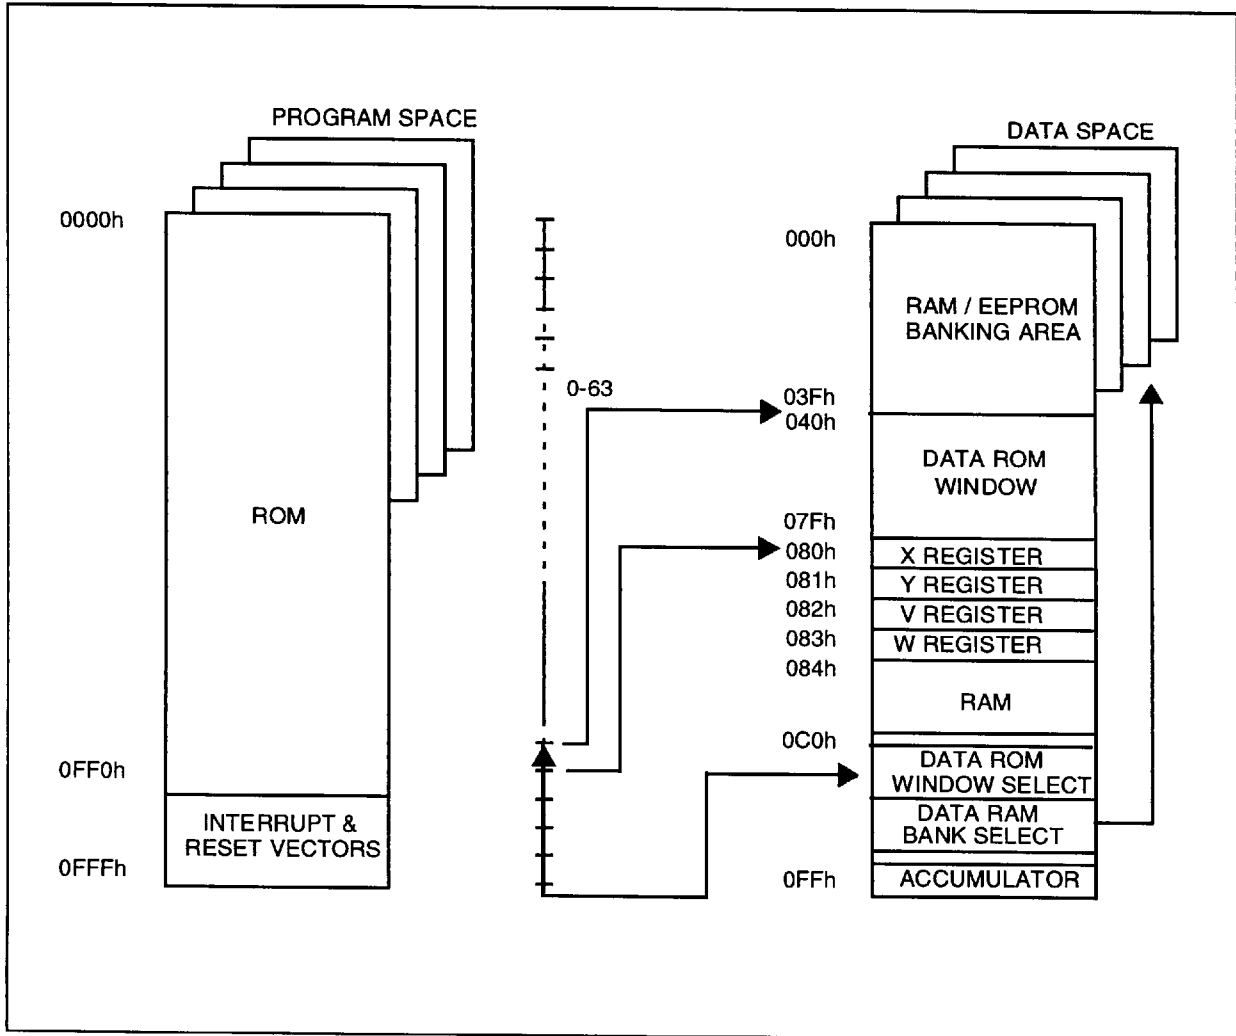 PROGRAM SPACE
0000h
ROM
0FF0h
INTERRUPT &
RESET VECTORS
0FFFh
0-63
DATA SPACE
000h
RAM / EEPROM
BANKING AREA
03Fh
040h
DATA ROM
WINDOW
07Fh
080h
X REGISTER
081h
Y REGISTER
082h
V REGISTER
083h
W REGISTER
084h
RAM
0C0h
DATA ROM
WINDOW SELECT
DATA RAM
BANK SELECT
0FFh
ACCUMULATOR